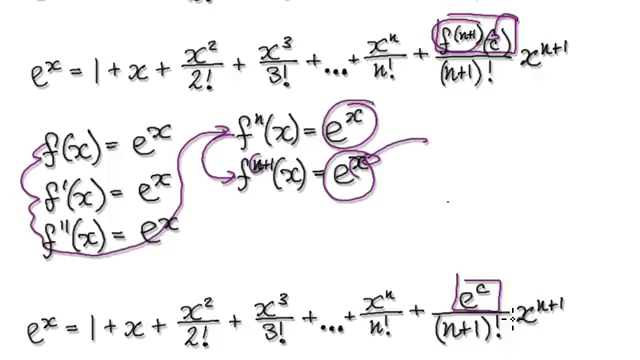 e^x = 1 + x + x^2/2! + x^3/3! + ... + x^n/n! + f^(n+1)(c)/(n+1)! x^n+1
f(x) = e^x
f'(x) = e^x
f''(x) = e^x
f^n(x) = e^x
f^n+1(x) = e^x
e^x = 1 + x + x^2/2! + x^3/3! + ... + x^n/n! + e^c/(n+1)! x^n+1